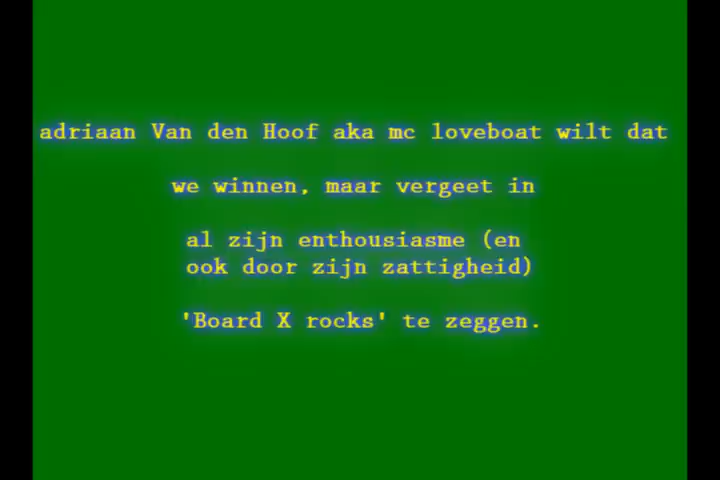 adriaan Van den Hoof aka mc loveboat wilt dat
we winnen, maar vergeet in
al zijn enthousiasme (en
ook door zijn zattigheid)
'Board X rocks' te zeggen.